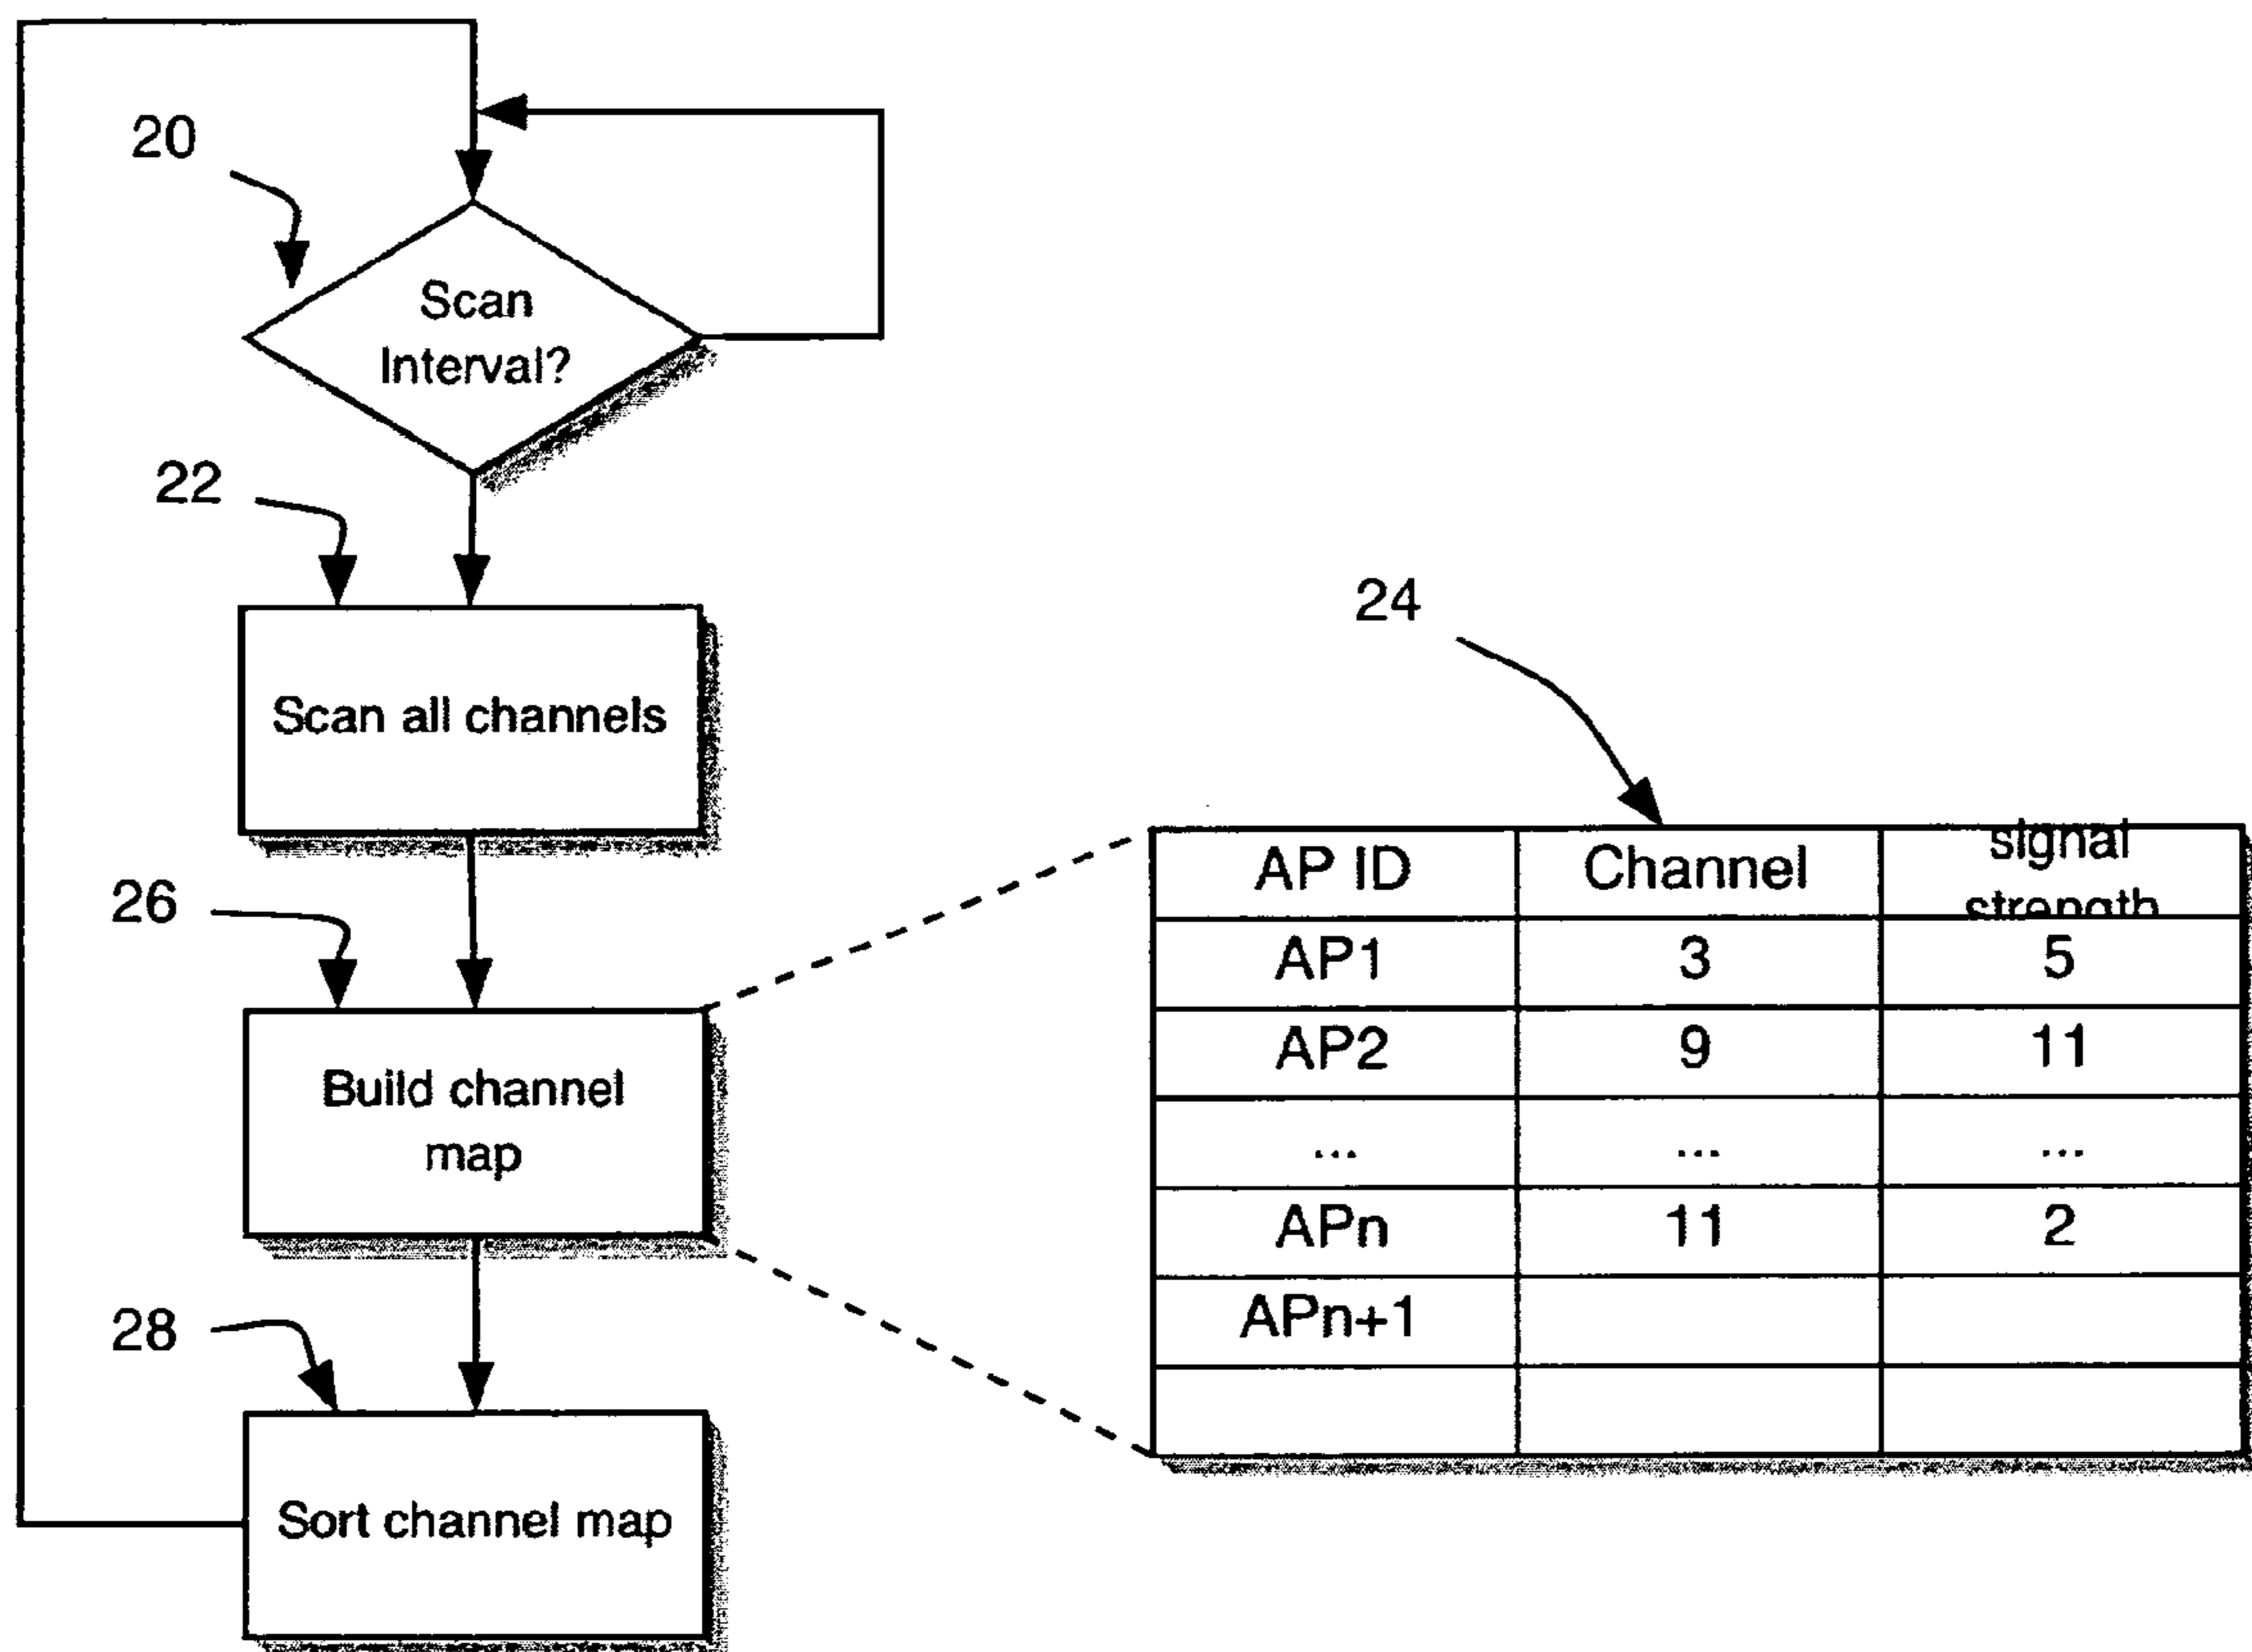 20
Scan
Interval?
22
Scan all channels
24
26
Build channel
map
28
Sort channel map
AP ID Channel signal strength
AP1 3 5
AP2 9 11
... ... ...
APn 11 2
APn+1